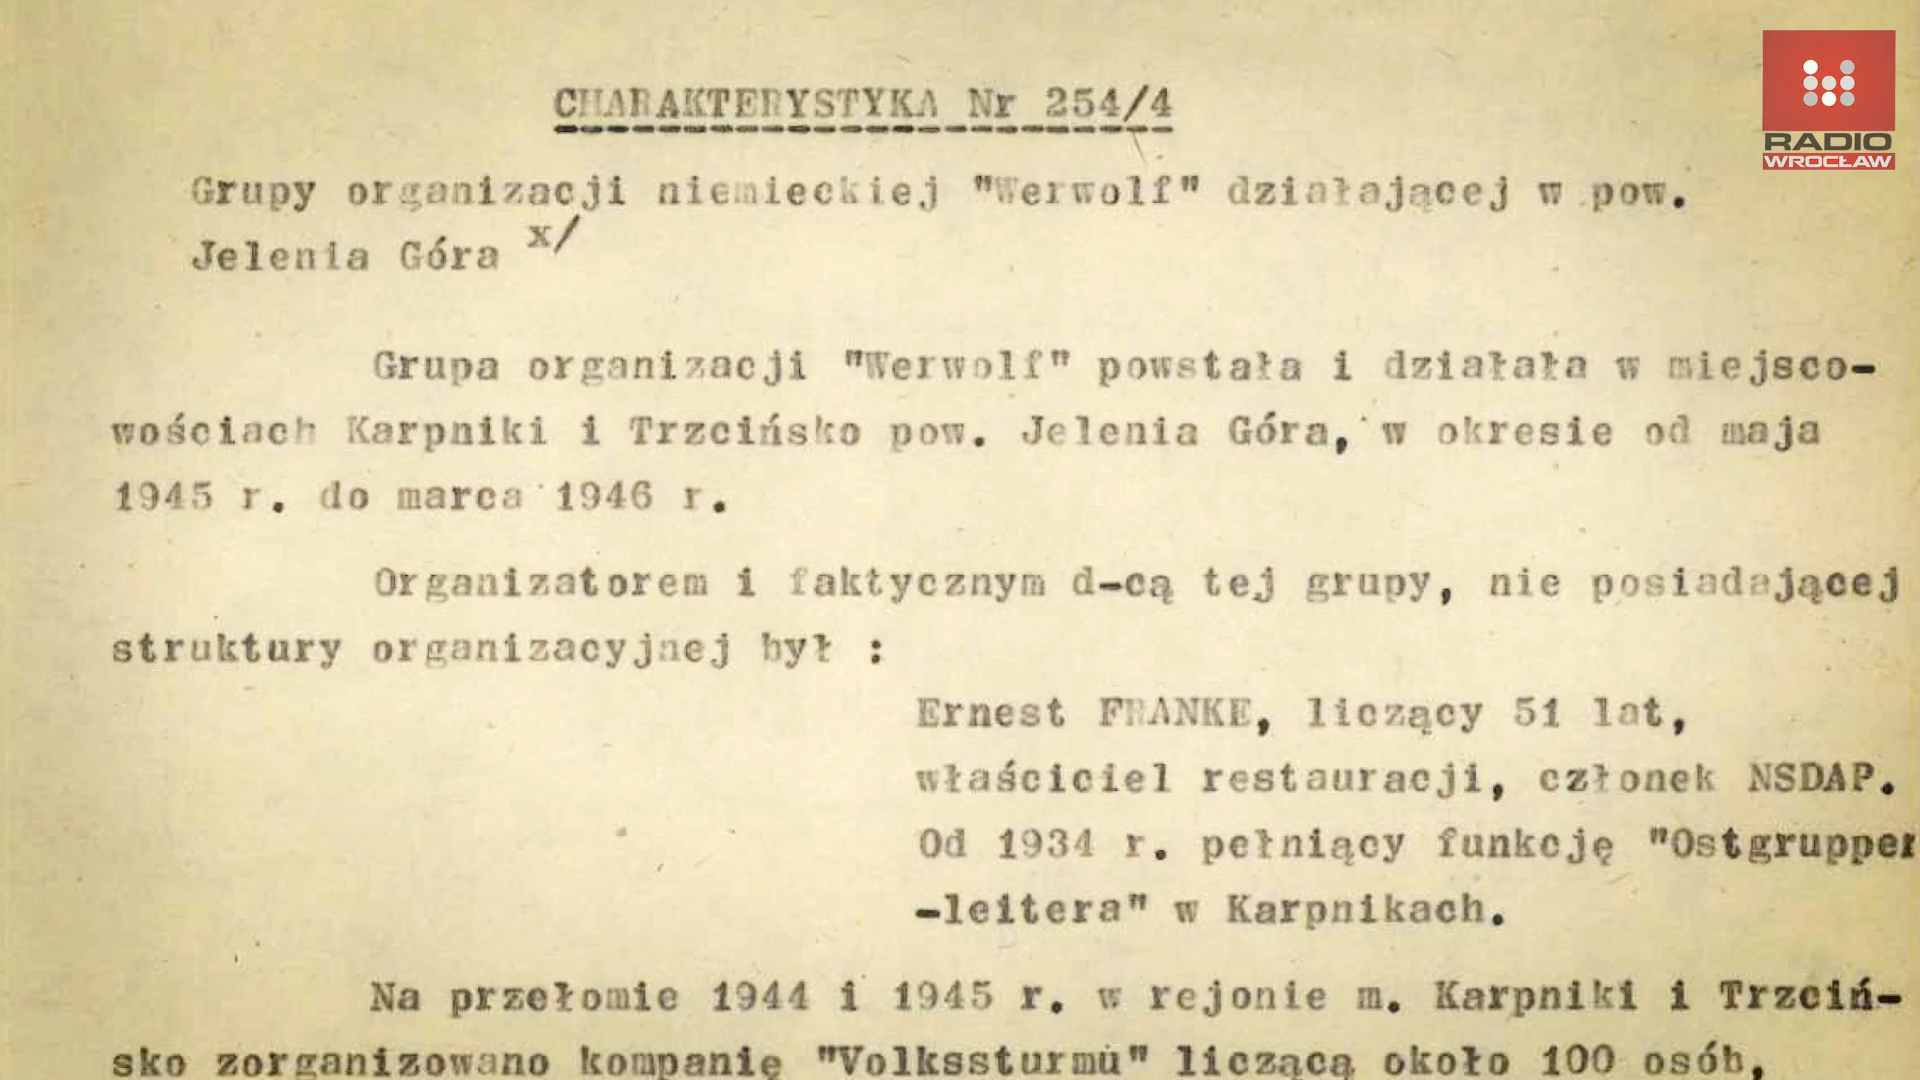 CHARAKTERYSTYKA Nr 254/4
Grupy organizacji niemieckiej "Werwolf" działającej w pow.
Jelenia Góra x/
Grupa organizacji "Werwolf" powstała i działała w miejsco-
wościach Karpniki i Trzcińsko pow. Jelenia Góra, w okresie od maja
1945 r. do marca 1946 r.
Organizatorem i faktycznym d-cą tej grupy, nie posiadającej
struktury organizacyjnej był :
Ernest FRANKE, liczący 51 lat,
właściciel restauracji, członek NSDAP.
Od 1934 r. pełniący funkcję "Ostgruppen
-leitera" w Karpnikach.
Na przełomie 1944 i 1945 r. w rejonie m. Karpniki i Trzciń-
sko zorganizowano kompanię "Volkssturmu" liczącą około 100 osób,
RADIO
WROCŁAW